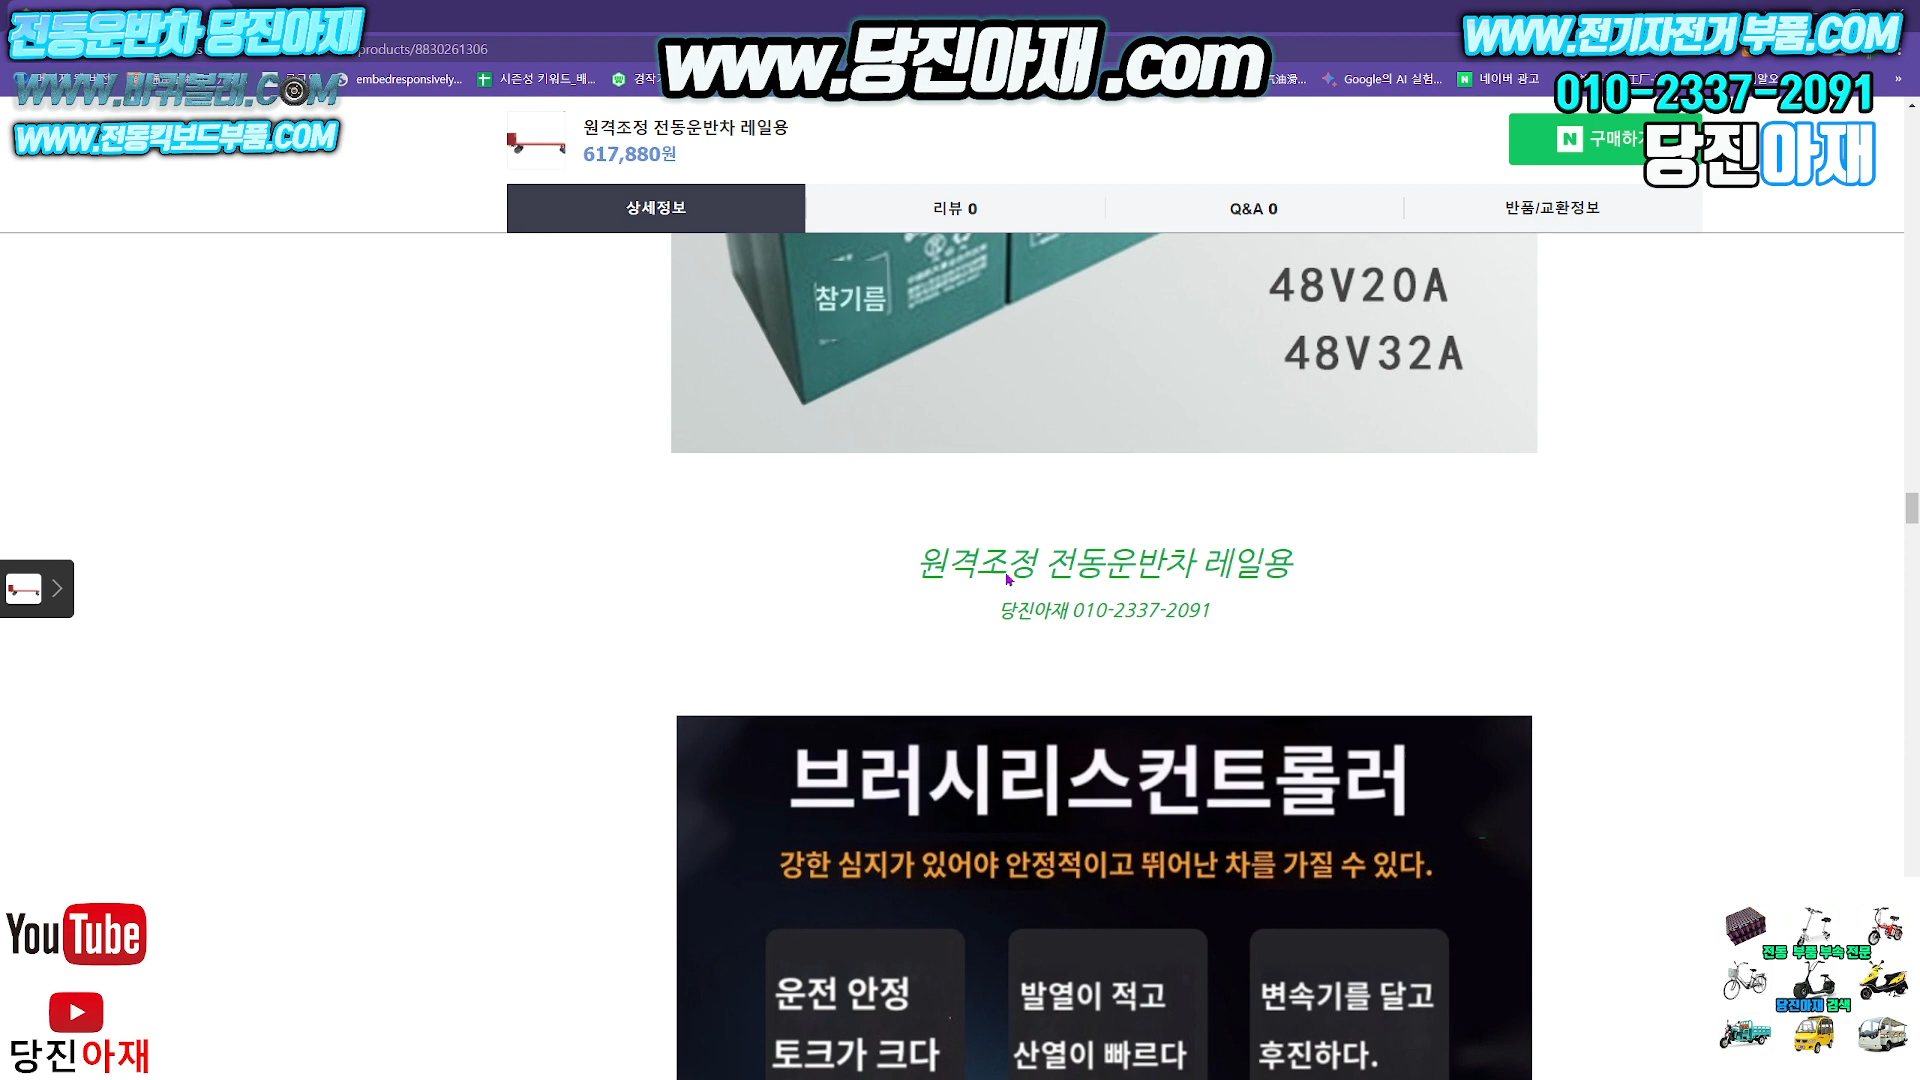 전동운반차 당진아재
WWW.바퀴볼래.COM
WWW.전동킥보드부품.COM
www.당진아재.com
WWW.전기자전거 부품.COM
010-2337-2091
당진아재
products/8830261306
embedresponsively...
시즌성 키워드_배...
Google의 AI 실험...
네이버 광고
»
원격조정 전동운반차 레일용
617,880원
N 구매하
상세정보
리뷰 0
Q&A 0
반품/교환정보
참기름
48V20A
48V32A
원격조정 전동운반차 레일용
당진아재 010-2337-2091
브러시리스컨트롤러
강한 심지가 있어야 안정적이고 뛰어난 차를 가질 수 있다.
운전 안정
토크가 크다
발열이 적고
산열이 빠르다
변속기를 달고
후진하다.
YouTube
당진아재
전동 부품 부속 전문
당진아재 검색